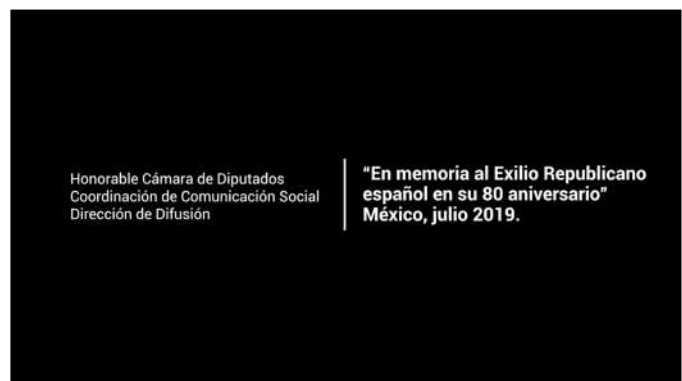 Honorable Cámara de Diputados
Coordinación de Comunicación Social
Dirección de Difusión
“En memoria al Exilio Republicano
español en su 80 aniversario”
México, julio 2019.